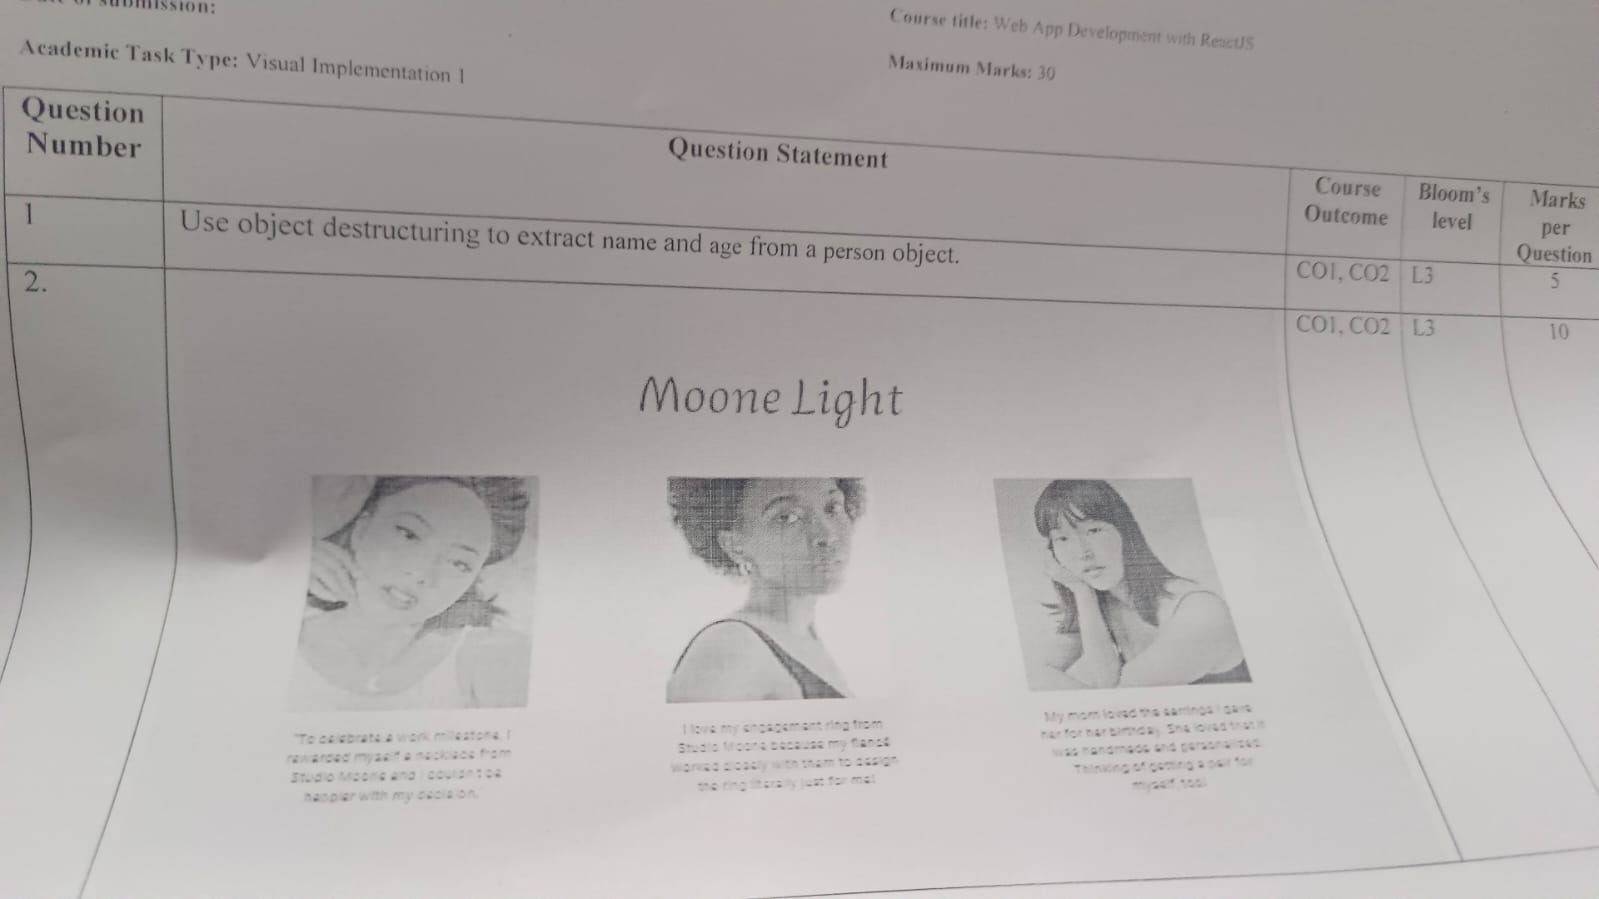 Date of submission:
Course title: Web App Development with ReactJS
Academic Task Type: Visual Implementation 1
Maximum Marks: 30
Question Number
Question Statement
Course Outcome
Bloom's level
Marks per Question
1
Use object destructuring to extract name and age from a person object.
CO1, CO2
L3
5
2.
CO1, CO2
L3
10
Moone Light
"To celebrate a work milestone, I
rewarded myself a necklace from
Studio Moone and I couldn't be
happier with my decision."
I love my engagement ring from
Studio Moone because my fiancé
worked closely with them to design
the ring literally just for me!
My mom loved the earrings I gave
her for her birthday. She loved that it
was handmade and personalized.
Thinking of getting a pair for
myself, too!